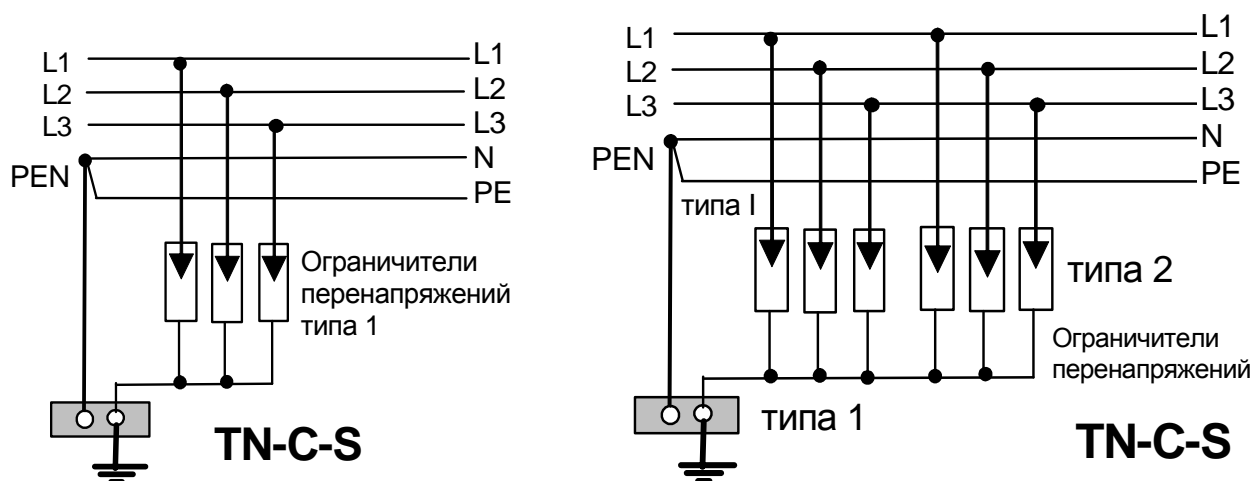 L1
L1
L2
L2
L3
L3
N
PEN
PE
Ограничители
перенапряжений
типа 1
TN-C-S
L1
L1
L2
L2
L3
L3
N
PEN
PE
типа I
типа 2
Ограничители
перенапряжений
типа 1
TN-C-S